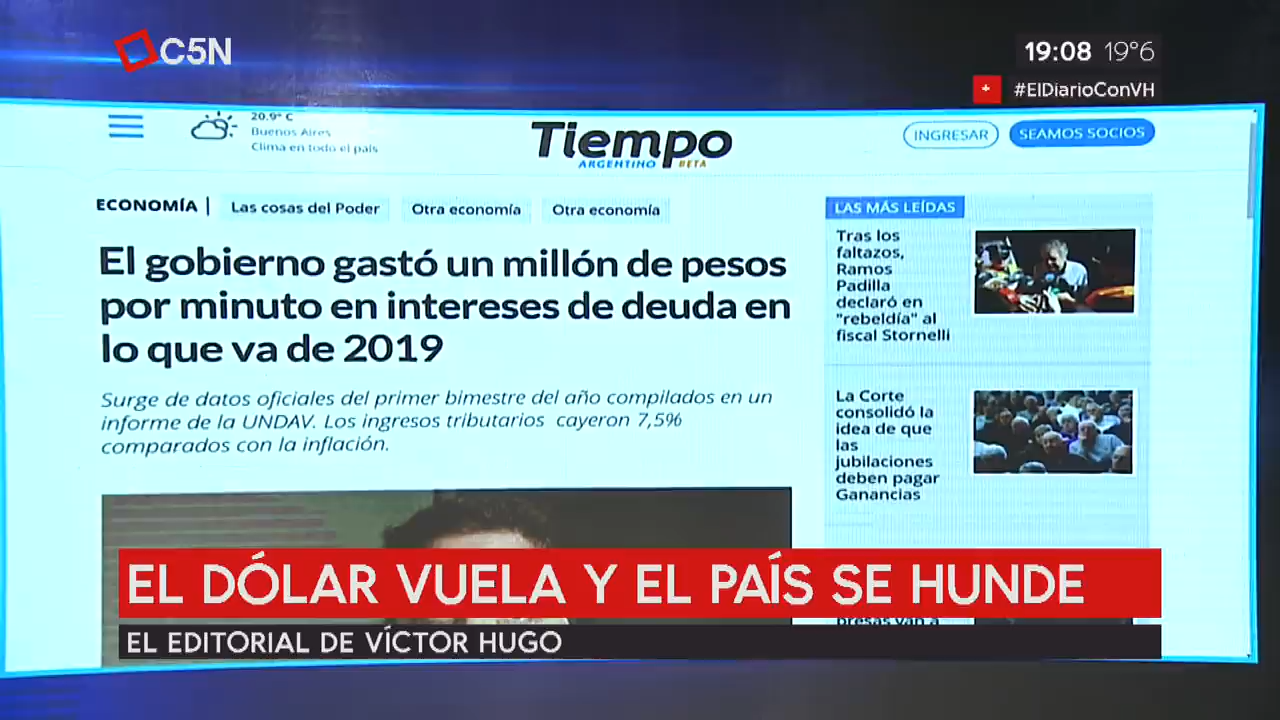 C5N
19:08 19°6
+ #ElDiarioConVH
20.9° C
Buenos Aires
Clima en todo el país
Tiempo
ARGENTINO BETA
INGRESAR
SEAMOS SOCIOS
ECONOMÍA | Las cosas del Poder Otra economía Otra economía
El gobierno gastó un millón de pesos
por minuto en intereses de deuda en
lo que va de 2019
Surge de datos oficiales del primer bimestre del año compilados en un
informe de la UNDAV. Los ingresos tributarios cayeron 7,5%
comparados con la inflación.
LAS MÁS LEÍDAS
Tras los
faltazos,
Ramos
Padilla
declaró en
"rebeldía" al
fiscal Stornelli
La Corte
consolidó la
idea de que
las
jubilaciones
deben pagar
Ganancias
EL DÓLAR VUELA Y EL PAÍS SE HUNDE
EL EDITORIAL DE VÍCTOR HUGO